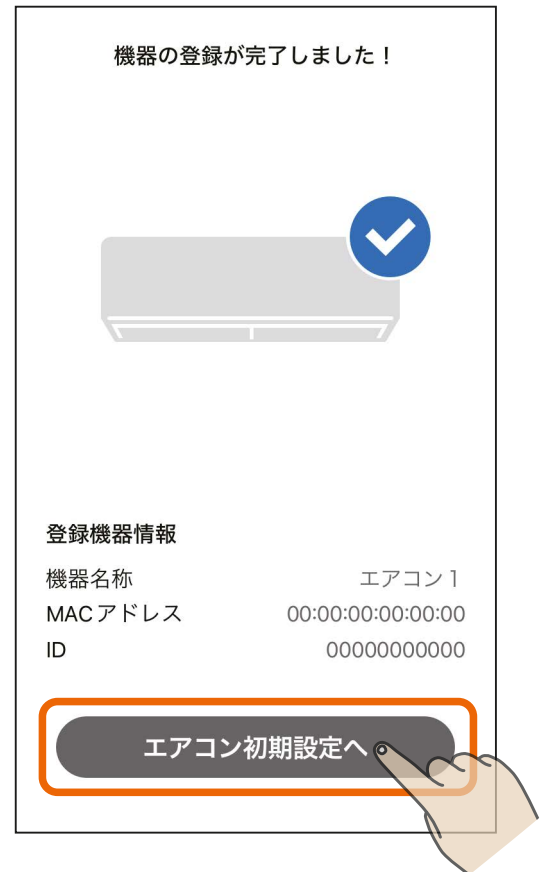 機器の登録が完了しました！
登録機器情報
機器名称 エアコン1
MACアドレス 00:00:00:00:00:00
ID 00000000000
エアコン初期設定へ